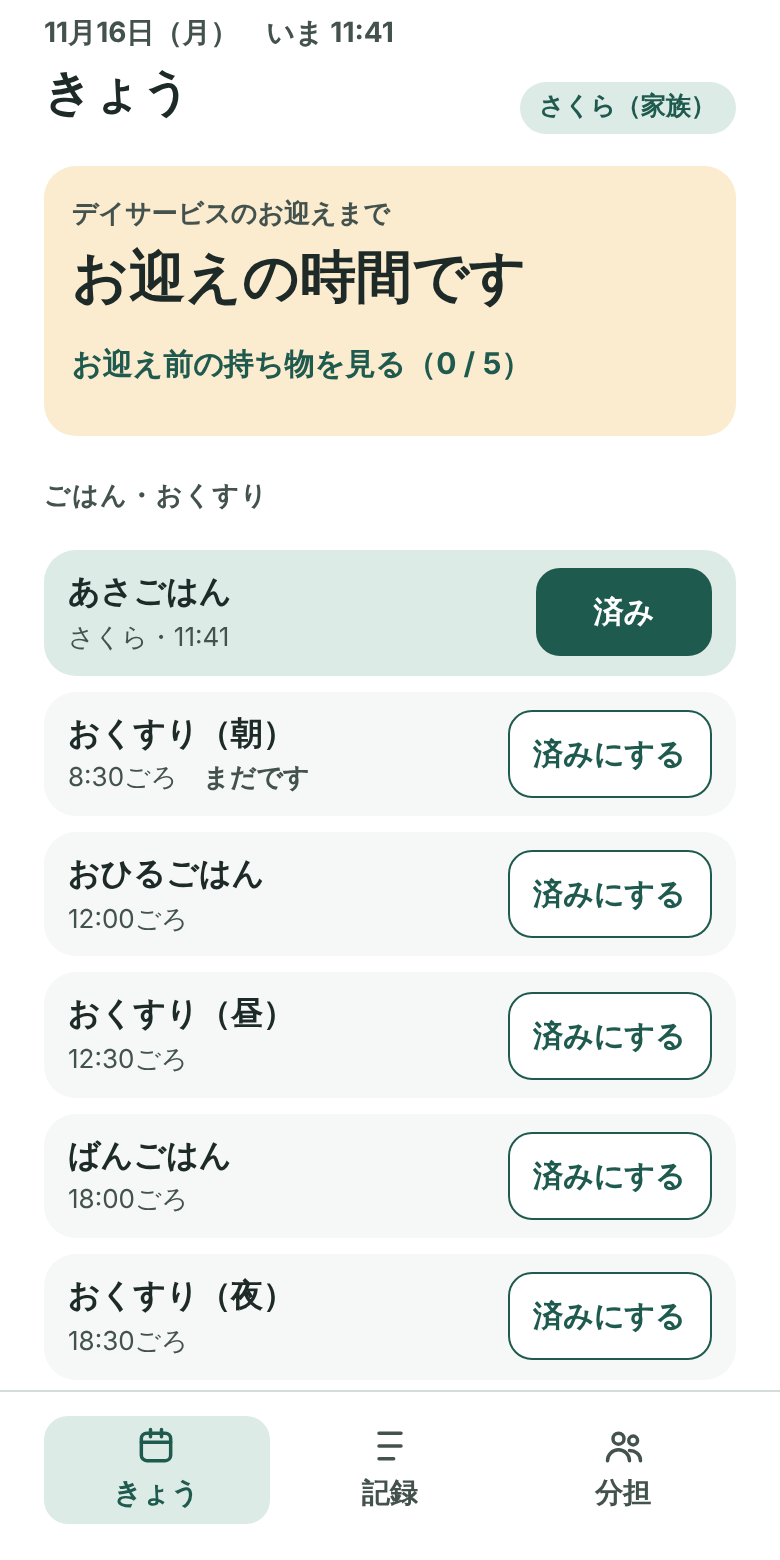 11月16日（月）　いま 11:41
きょう
さくら（家族）
デイサービスのお迎えまで
お迎えの時間です
お迎え前の持ち物を見る（0 / 5）
ごはん・おくすり
あさごはん
さくら・11:41
済み
おくすり（朝）
8:30ごろ　まだです
済みにする
おひるごはん
12:00ごろ
済みにする
おくすり（昼）
12:30ごろ
済みにする
ばんごはん
18:00ごろ
済みにする
おくすり（夜）
18:30ごろ
済みにする
きょう
記録
分担